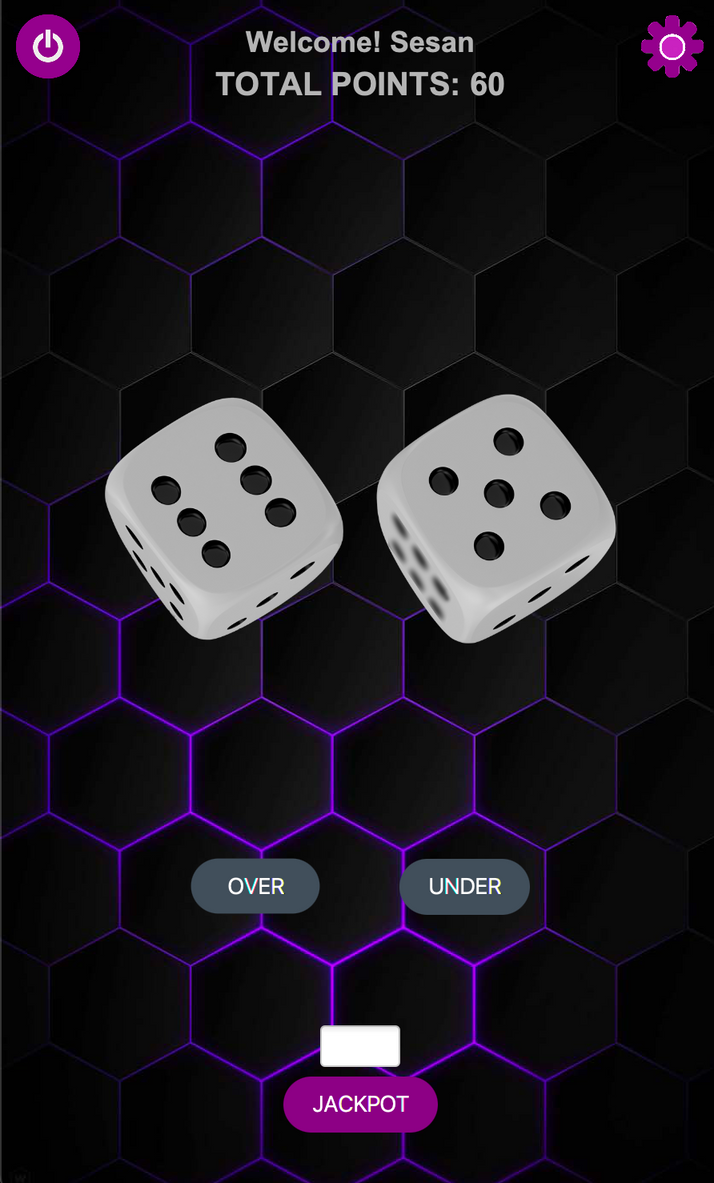 Welcome! Sesan
TOTAL POINTS: 60
OVER
UNDER
JACKPOT